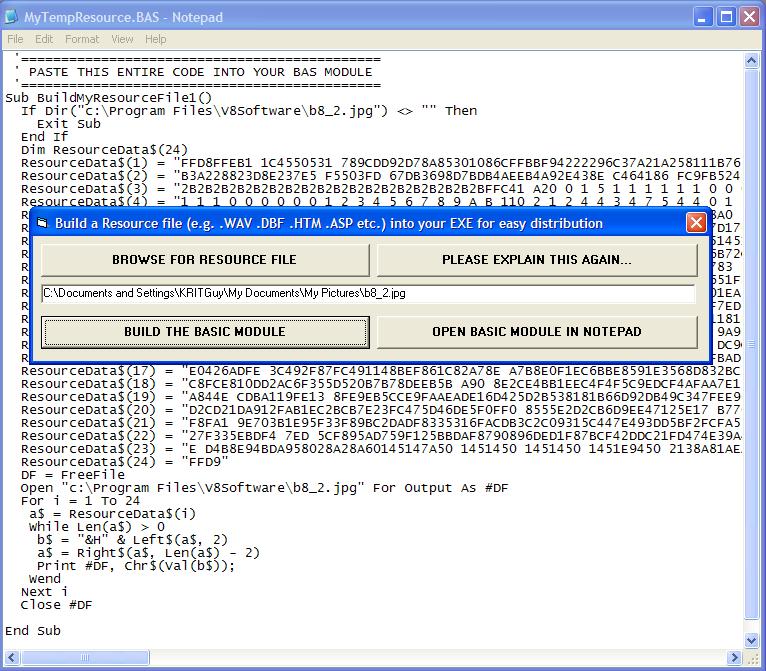 MyTempResource.BAS - Notepad
File Edit Format View Help
'==============================================
' PASTE THIS ENTIRE CODE INTO YOUR BAS MODULE
'==============================================
Sub BuildMyResourceFile1()
If Dir("c:\Program Files\V8Software\b8_2.jpg") <> "" Then
Exit Sub
End If
Dim ResourceData$(24)
ResourceData$(1) = "FFD8FFEB1 1C4550531 789CDD92D78A85301086CFFBBF94222296C37A21A258111B76
ResourceData$(2) = "B3A228823D8E237E5 F5503FD 67DB3698D7BDB4AEEB4A92E438E C464186 FC9FB524
ResourceData$(3) = "2B2B2B2B2B2B2B2B2B2B2B2B2B2B2B2B2B2BFFC41 A20 0 1 5 1 1 1 1 1 1 0 0 0
ResourceData$(4) = "1 1 1 0 0 0 0 0 0 1 2 3 4 5 6 7 8 9 A B 110 2 1 2 4 4 3 4 7 5 4 4 0 1
Build a Resource file (e.g. .WAV .DBF .HTM .ASP etc.) into your EXE for easy distribution
BROWSE FOR RESOURCE FILE PLEASE EXPLAIN THIS AGAIN...
C:\Documents and Settings\KRITGuy\My Documents\My Pictures\b8_2.jpg
BUILD THE BASIC MODULE OPEN BASIC MODULE IN NOTEPAD
ResourceData$(17) = "E0426ADFE 3C492F87FC491148BEF861C82A78E A7B8E0F1EC6BBE8591E3568D832BC
ResourceData$(18) = "C8FCE810DD2AC6F355D520B7B78DEEB5B A90 8E2CE4BB1EEC4F4F5C9EDCF4AFAA7E1
ResourceData$(19) = "A844E CDBA119FE13 8FE9EB5CCE9FAAEADE16D425D2B538181B66D92DB49C347FEE9
ResourceData$(20) = "D2CD21DA912FAB1EC2BCB7E23FC475D46DE5F0FF0 8555E2D2CB6D9EE47125E17 B77
ResourceData$(21) = "F8FA1 9E703B1E95F33F89BC2DADF8335316FACDB3C2C09315C447E493DD5BF2FCFA5
ResourceData$(22) = "27F335EBDF4 7ED 5CF895AD759F125BBDAF8790896DED1F87BCF42DDC21FD474E39A
ResourceData$(23) = "E D4B8E94BDA958028A28A60145147A50 1451450 1451450 1451E9450 2138A81AE
ResourceData$(24) = "FFD9"
DF = FreeFile
Open "c:\Program Files\V8Software\b8_2.jpg" For Output As #DF
For i = 1 To 24
a$ = ResourceData$(i)
While Len(a$) > 0
b$ = "&H" & Left$(a$, 2)
a$ = Right$(a$, Len(a$) - 2)
Print #DF, Chr$(Val(b$));
Wend
Next i
Close #DF
End Sub